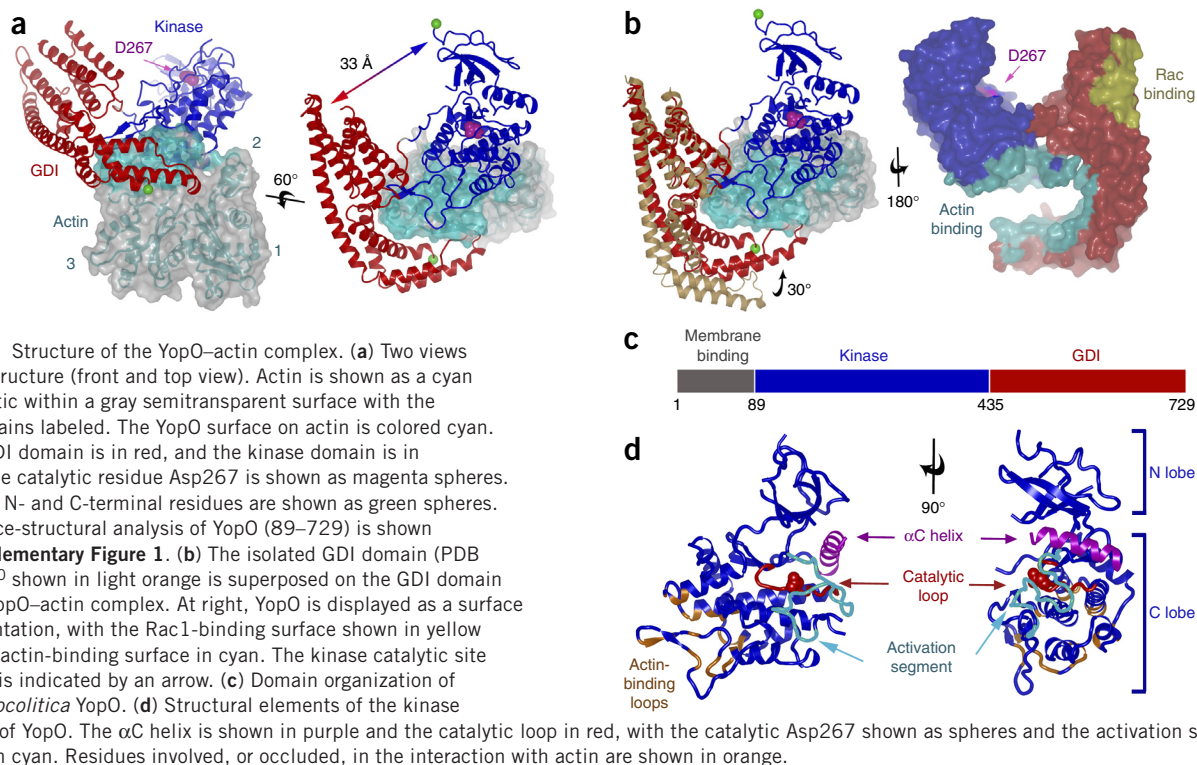 a
Kinase
D267
33 Å
GDI
2
60°
Actin
3
1
b
D267
Rac
binding
180°
Actin
binding
30°
c
Membrane
binding
Kinase
GDI
1
89
435
729
d
90°
N lobe
αC helix
Catalytic
loop
C lobe
Activation
segment
Actin-
binding
loops
Structure of the YopO–actin complex. (a) Two views
ructure (front and top view). Actin is shown as a cyan
tic within a gray semitransparent surface with the
ains labeled. The YopO surface on actin is colored cyan.
DI domain is in red, and the kinase domain is in
e catalytic residue Asp267 is shown as magenta spheres.
N- and C-terminal residues are shown as green spheres.
ce-structural analysis of YopO (89–729) is shown
lementary Figure 1. (b) The isolated GDI domain (PDB
shown in light orange is superposed on the GDI domain
opO–actin complex. At right, YopO is displayed as a surface
ntation, with the Rac1-binding surface shown in yellow
actin-binding surface in cyan. The kinase catalytic site
is indicated by an arrow. (c) Domain organization of
ocolitica YopO. (d) Structural elements of the kinase
of YopO. The αC helix is shown in purple and the catalytic loop in red, with the catalytic Asp267 shown as spheres and the activation s
n cyan. Residues involved, or occluded, in the interaction with actin are shown in orange.